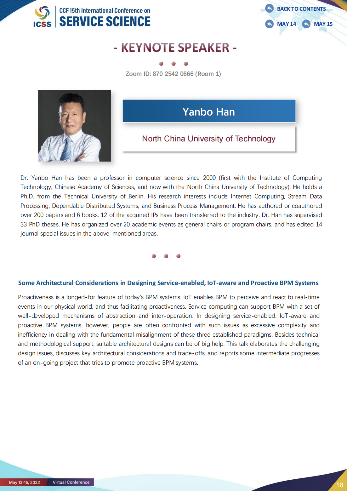 CCF 15th International Conference on
SERVICE SCIENCE
ICSS
BACK TO CONTENTS
MAY 14
MAY 15
- KEYNOTE SPEAKER -
Zoom ID: 870 2542 0666 (Room 1)
Yanbo Han
North China University of Technology
Dr. Yanbo Han has been a professor in computer science since 2000 (first with the Institute of Computing
Technology, Chinese Academy of Sciences, and now with the North China University of Technology). He holds a
Ph.D. from the Technical University of Berlin. His research interests include Internet Computing, Stream Data
Processing, Dependable Distributed Systems, and Business Process Management. He has authored or coauthored
over 200 papers and 6 books. 12 of the acquired IPs have been transferred to the industry. Dr. Han has supervised
33 PhD theses. He has organized over 20 academic events as general chairs or program chairs, and has edited 14
journal special issues in the above-mentioned areas.
Some Architectural Considerations in Designing Service-enabled, IoT-aware and Proactive BPM Systems
Proactiveness is a longed-for feature of today's BPM systems. IoT enables BPM to perceive and react to real-time
events in our physical world, and thus facilitating proactiveness. Service computing can support BPM with a set of
well-developed mechanisms of abstraction and inter-operation. In designing service-enabled, IoT-aware and
proactive BPM systems, however, people are often confronted with such issues as excessive complexity and
inefficiency in dealing with the fundamental misalignment of these three established paradigms. Besides technical
and methodological support, suitable architectural designs can be of big help. This talk elaborates the challenging
design issues, discusses key architectural considerations and trade-offs, and reports some intermediate progresses
of an on-going project that tries to promote proactive BPM systems.
May 13-15, 2022
Virtual Conference
18